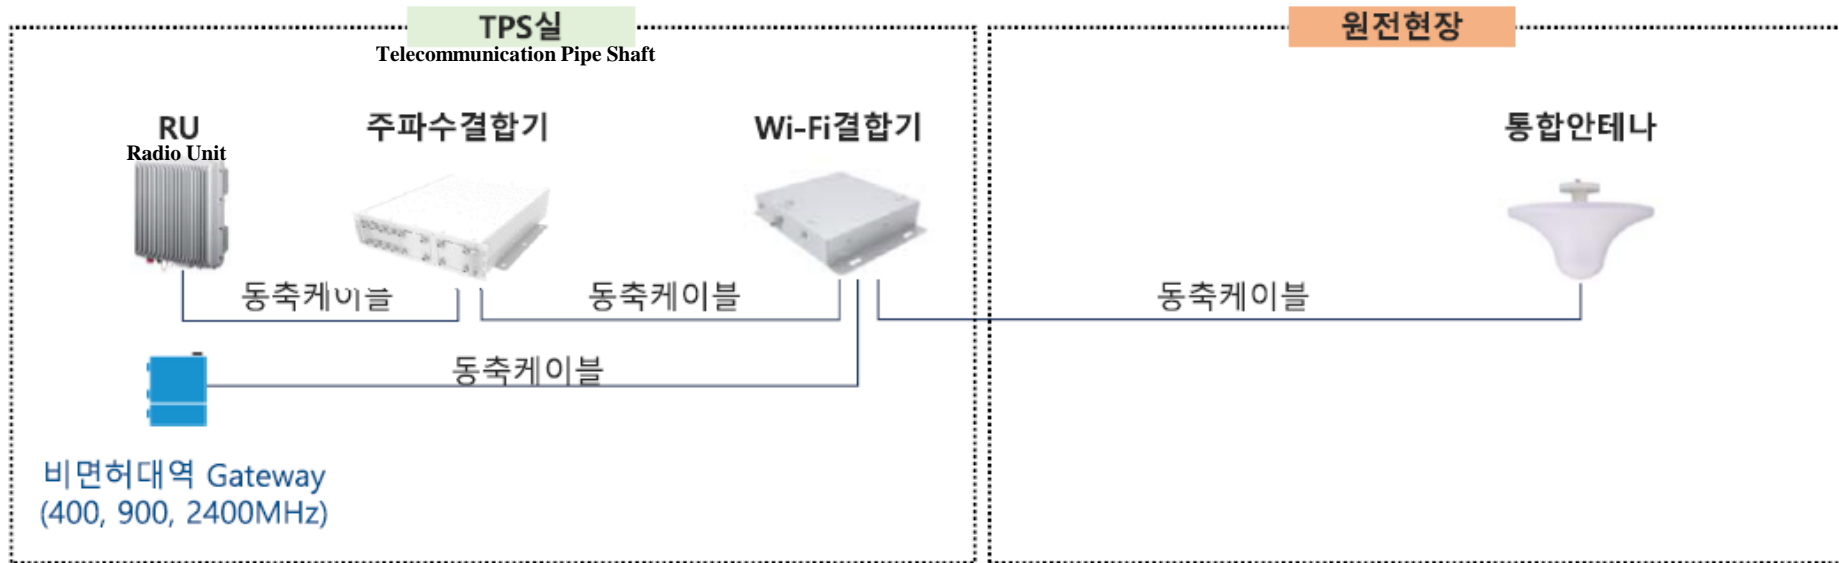 TPS실
Telecommunication Pipe Shaft
원전현장
RU
Radio Unit
주파수결합기
Wi-Fi결합기
통합안테나
동축케이블
동축케이블
동축케이블
동축케이블
비면허대역 Gateway
(400, 900, 2400MHz)